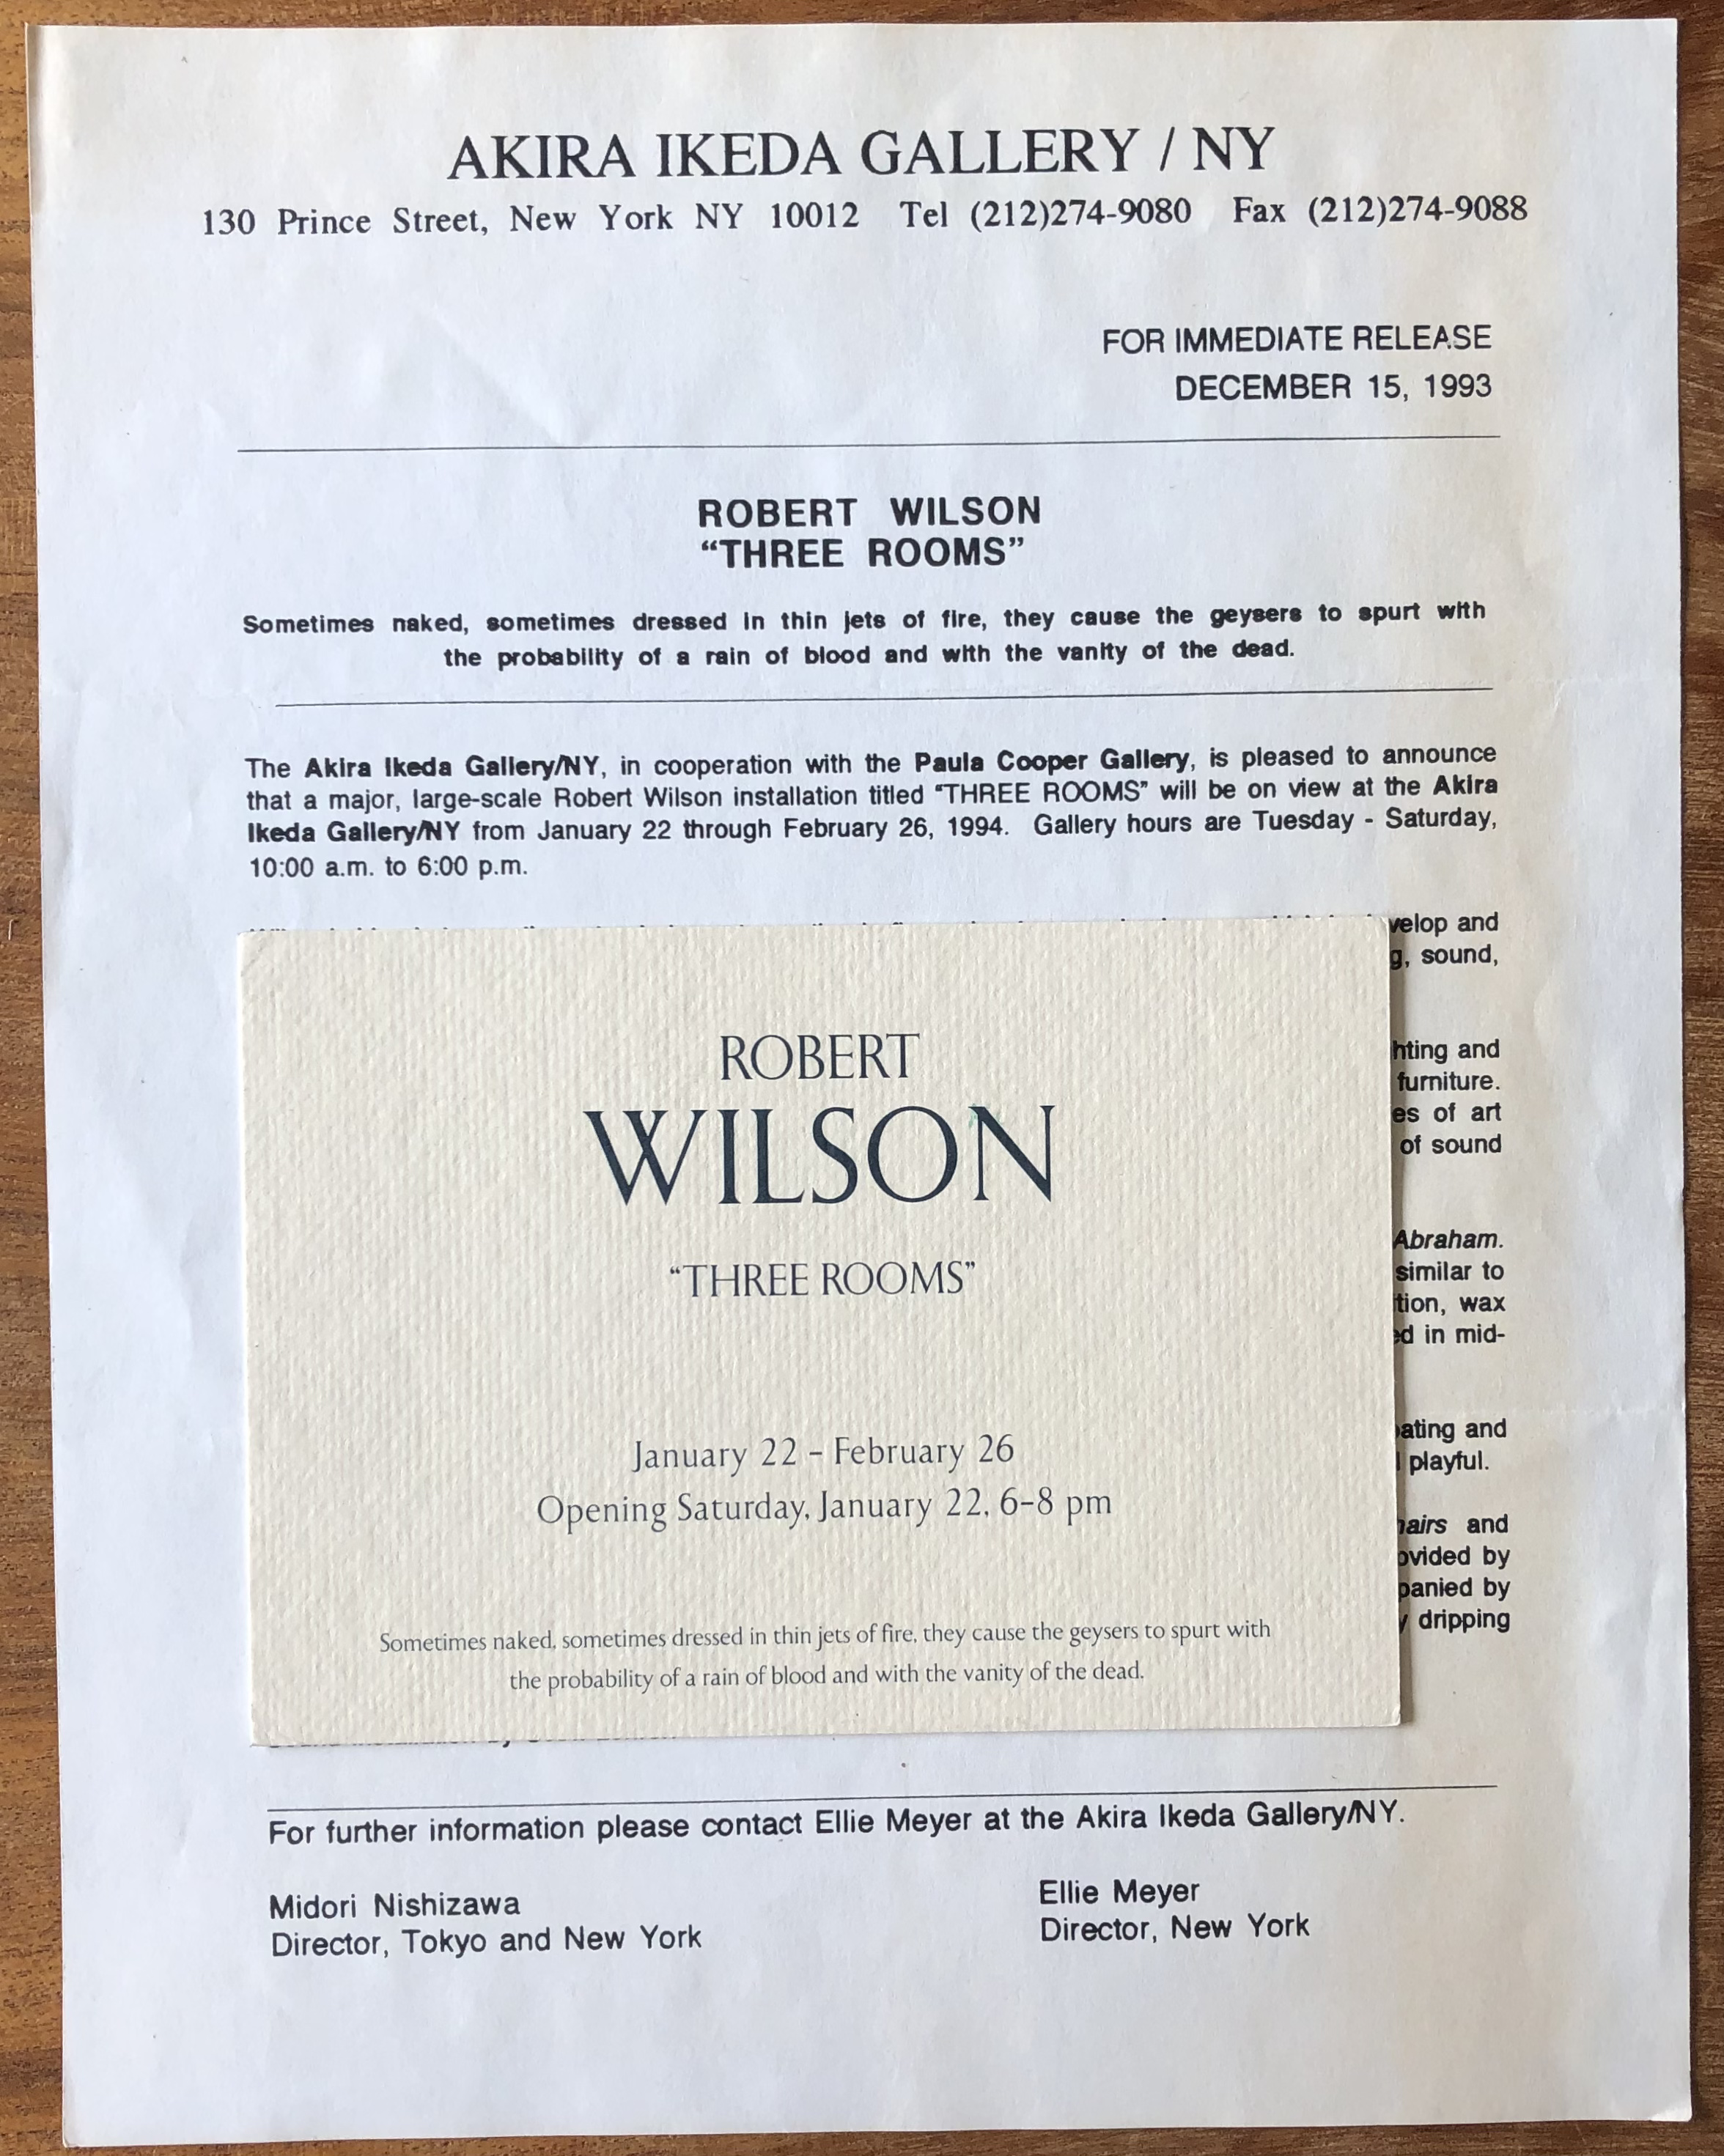 AKIRA IKEDA GALLERY / NY
130 Prince Street, New York NY 10012 Tel (212)274-9080 Fax (212)274-9088
FOR IMMEDIATE RELEASE
DECEMBER 15, 1993
ROBERT WILSON
“THREE ROOMS”
Sometimes naked, sometimes dressed in thin jets of fire, they cause the geysers to spurt with
the probability of a rain of blood and with the vanity of the dead.
The Akira Ikeda Gallery/NY, in cooperation with the Paula Cooper Gallery, is pleased to announce
that a major, large-scale Robert Wilson installation titled “THREE ROOMS” will be on view at the Akira
Ikeda Gallery/NY from January 22 through February 26, 1994. Gallery hours are Tuesday - Saturday,
10:00 a.m. to 6:00 p.m.
and
sound,
and
furniture.
of art
of sound
Abraham.
similar to
wax
in mid-
and
playful.
and
by
by
dripping
ROBERT
WILSON
“THREE ROOMS”
January 22 – February 26
Opening Saturday, January 22, 6–8 pm
Sometimes naked, sometimes dressed in thin jets of fire, they cause the geysers to spurt with
the probability of a rain of blood and with the vanity of the dead.
For further information please contact Ellie Meyer at the Akira Ikeda Gallery/NY.
Midori Nishizawa
Director, Tokyo and New York
Ellie Meyer
Director, New York